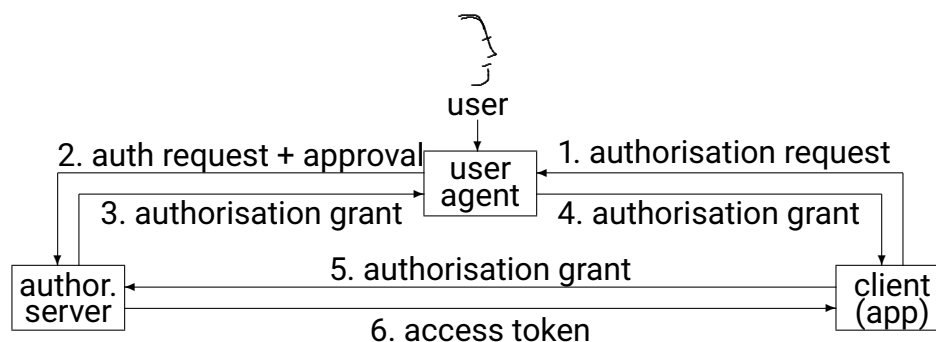 user
2. auth request + approval
user
agent
1. authorisation request
3. authorisation grant
4. authorisation grant
author.
server
5. authorisation grant
6. access token
client
(app)